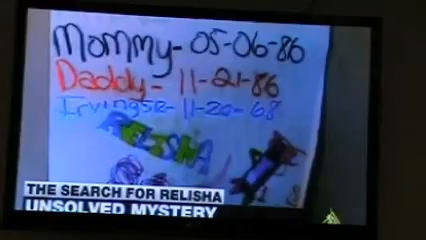 Mommy- 05-06-86
Daddy- 11-21-86
Irvingsr- 11-20-68
RELISHA
THE SEARCH FOR RELISHA
UNSOLVED MYSTERY